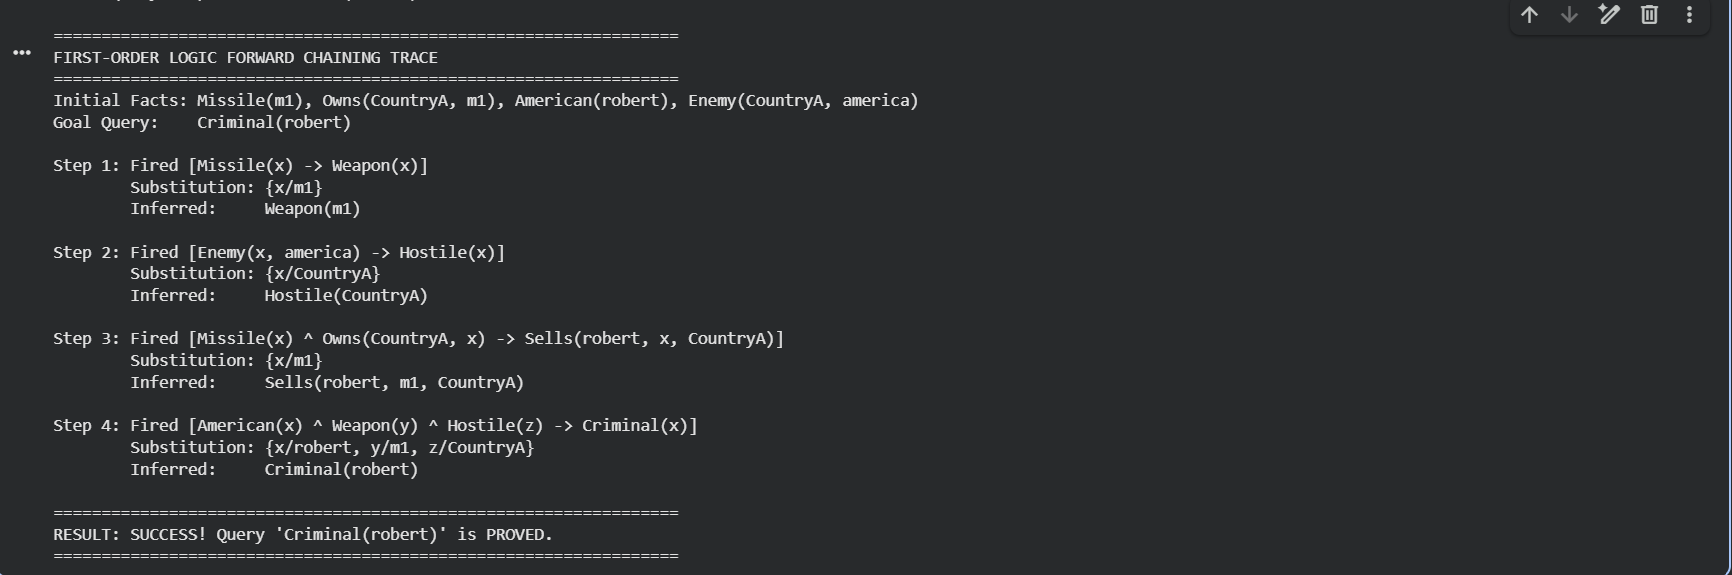 =================================================================
FIRST-ORDER LOGIC FORWARD CHAINING TRACE
=================================================================
Initial Facts: Missile(m1), Owns(CountryA, m1), American(robert), Enemy(CountryA, america)
Goal Query:    Criminal(robert)

Step 1: Fired [Missile(x) -> Weapon(x)]
        Substitution: {x/m1}
        Inferred:     Weapon(m1)

Step 2: Fired [Enemy(x, america) -> Hostile(x)]
        Substitution: {x/CountryA}
        Inferred:     Hostile(CountryA)

Step 3: Fired [Missile(x) ^ Owns(CountryA, x) -> Sells(robert, x, CountryA)]
        Substitution: {x/m1}
        Inferred:     Sells(robert, m1, CountryA)

Step 4: Fired [American(x) ^ Weapon(y) ^ Hostile(z) -> Criminal(x)]
        Substitution: {x/robert, y/m1, z/CountryA}
        Inferred:     Criminal(robert)

=================================================================
RESULT: SUCCESS! Query 'Criminal(robert)' is PROVED.
=================================================================